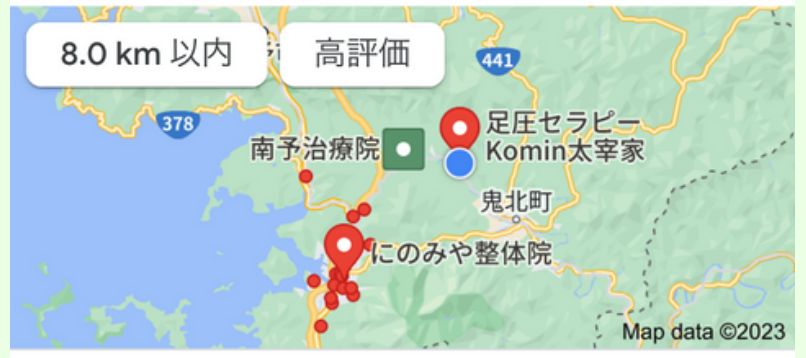 8.0 km 以内
高評価
441
378
足圧セラピー
Komin太宰家
南予治療院
鬼北町
にのみや整体院
Map data ©2023